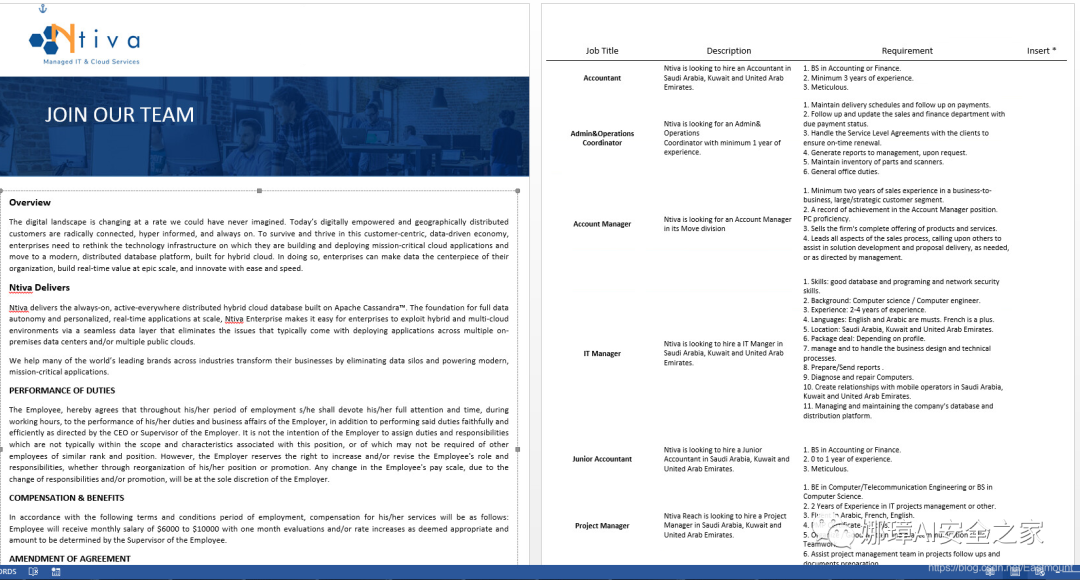 Ntiva
Managed IT & Cloud Services
JOIN OUR TEAM
Overview
The digital landscape is changing at a rate we could have never imagined. Today's digitally empowered and geographically distributed
customers are radically connected, hyper informed, and always on. To survive and thrive in this customer-centric, data-driven economy,
enterprises need to rethink the technology infrastructure on which they are building and deploying mission-critical cloud applications and
move to a modern, distributed database platform, built for hybrid cloud. In doing so, enterprises can make data the centerpiece of their
organization, build real-time value at epic scale, and innovate with ease and speed.
Ntiva Delivers
Ntiva delivers the always-on, active-everywhere distributed hybrid cloud database built on Apache Cassandra™. The foundation for full data
autonomy and personalized, real-time applications at scale, Ntiva Enterprise makes it easy for enterprises to exploit hybrid and multi-cloud
environments via a seamless data layer that eliminates the issues that typically come with deploying applications across multiple on-
premises data centers and/or multiple public clouds.
We help many of the world's leading brands across industries transform their businesses by eliminating data silos and powering modern,
mission-critical applications.
PERFORMANCE OF DUTIES
The Employee, hereby agrees that throughout his/her period of employment s/he shall devote his/her full attention and time, during
working hours, to the performance of his/her duties and business affairs of the Employer, in addition to performing said duties faithfully and
efficiently as directed by the CEO or Supervisor of the Employer. It is not the intention of the Employer to assign duties and responsibilities
which are not typically within the scope and characteristics associated with this position, or of which may not be required of other
employees of similar rank and position. However, the Employer reserves the right to increase and/or revise the Employee's role and
responsibilities, whether through reorganization of his/her position or promotion. Any change in the Employee's pay scale, due to the
change of responsibilities and/or promotion, will be at the sole discretion of the Employer.
COMPENSATION & BENEFITS
In accordance with the following terms and conditions period of employment, compensation for his/her services will be as follows:
Employee will receive monthly salary of $6000 to $10000 with one month evaluations and/or rate increases as deemed appropriate and
amount to be determined by the Supervisor of the Employee.
AMENDMENT OF AGREEMENT
ORDS
Job Title Description Requirement Insert *
Accountant
Ntiva is looking to hire an Accountant in
Saudi Arabia, Kuwait and United Arab
Emirates.
1. BS in Accounting or Finance.
2. Minimum 3 years of experience.
3. Meticulous.
Admin&Operations
Coordinator
Ntiva is looking for an Admin&
Operations
Coordinator with minimum 1 year of
experience.
1. Maintain delivery schedules and follow up on payments.
2. Follow up and update the sales and finance department with
due payment status.
3. Handle the Service Level Agreements with the clients to
ensure on-time renewal.
4. Generate reports to management, upon request.
5. Maintain inventory of parts and scanners.
6. General office duties.
Account Manager
Ntiva is looking for an Account Manager
in its Move division
1. Minimum two years of sales experience in a business-to-
business, large/strategic customer segment.
2. A record of achievement in the Account Manager position.
PC proficiency.
3. Sells the firm's complete offering of products and services.
4. Leads all aspects of the sales process, calling upon others to
assist in solution development and proposal delivery, as needed,
or as directed by management.
IT Manager
Ntiva is looking to hire a IT Manger in
Saudi Arabia, Kuwait and United Arab
Emirates.
1. Skills: good database and programing and network security
skills.
2. Background: Computer science / Computer engineer.
3. Experience: 2-4 years of experience.
4. Languages: English and Arabic are musts. French is a plus.
5. Location: Saudi Arabia, Kuwait and United Arab Emirates.
6. Package deal: Depending on profile.
7. manage and to handle the business design and technical
processes.
8. Prepare/Send reports .
9. Diagnose and repair Computers.
10. Create relationships with mobile operators in Saudi Arabia,
Kuwait and United Arab Emirates.
11. Managing and maintaining the company's database and
distribution platform.
Junior Accountant
Ntiva is looking to hire a Junior
Accountant in Saudi Arabia, Kuwait and
United Arab Emirates.
1. BS in Accounting or Finance.
2. 0 to 1 year of experience.
3. Meticulous.
Project Manager
Ntiva Reach is looking to hire a Project
Manager in Saudi Arabia, Kuwait and
United Arab Emirates.
1. BE in Computer/Telecommunication Engineering or BS in
Computer Science.
2. 2 Years of Experience in IT projects management or other.
3. Arabic, French, English.
4.
5.
Teamwork
6. Assist project management team in projects follow ups and
documents preparation
娜璋AI安全之家
https://blog.csdn.net/Eastmount